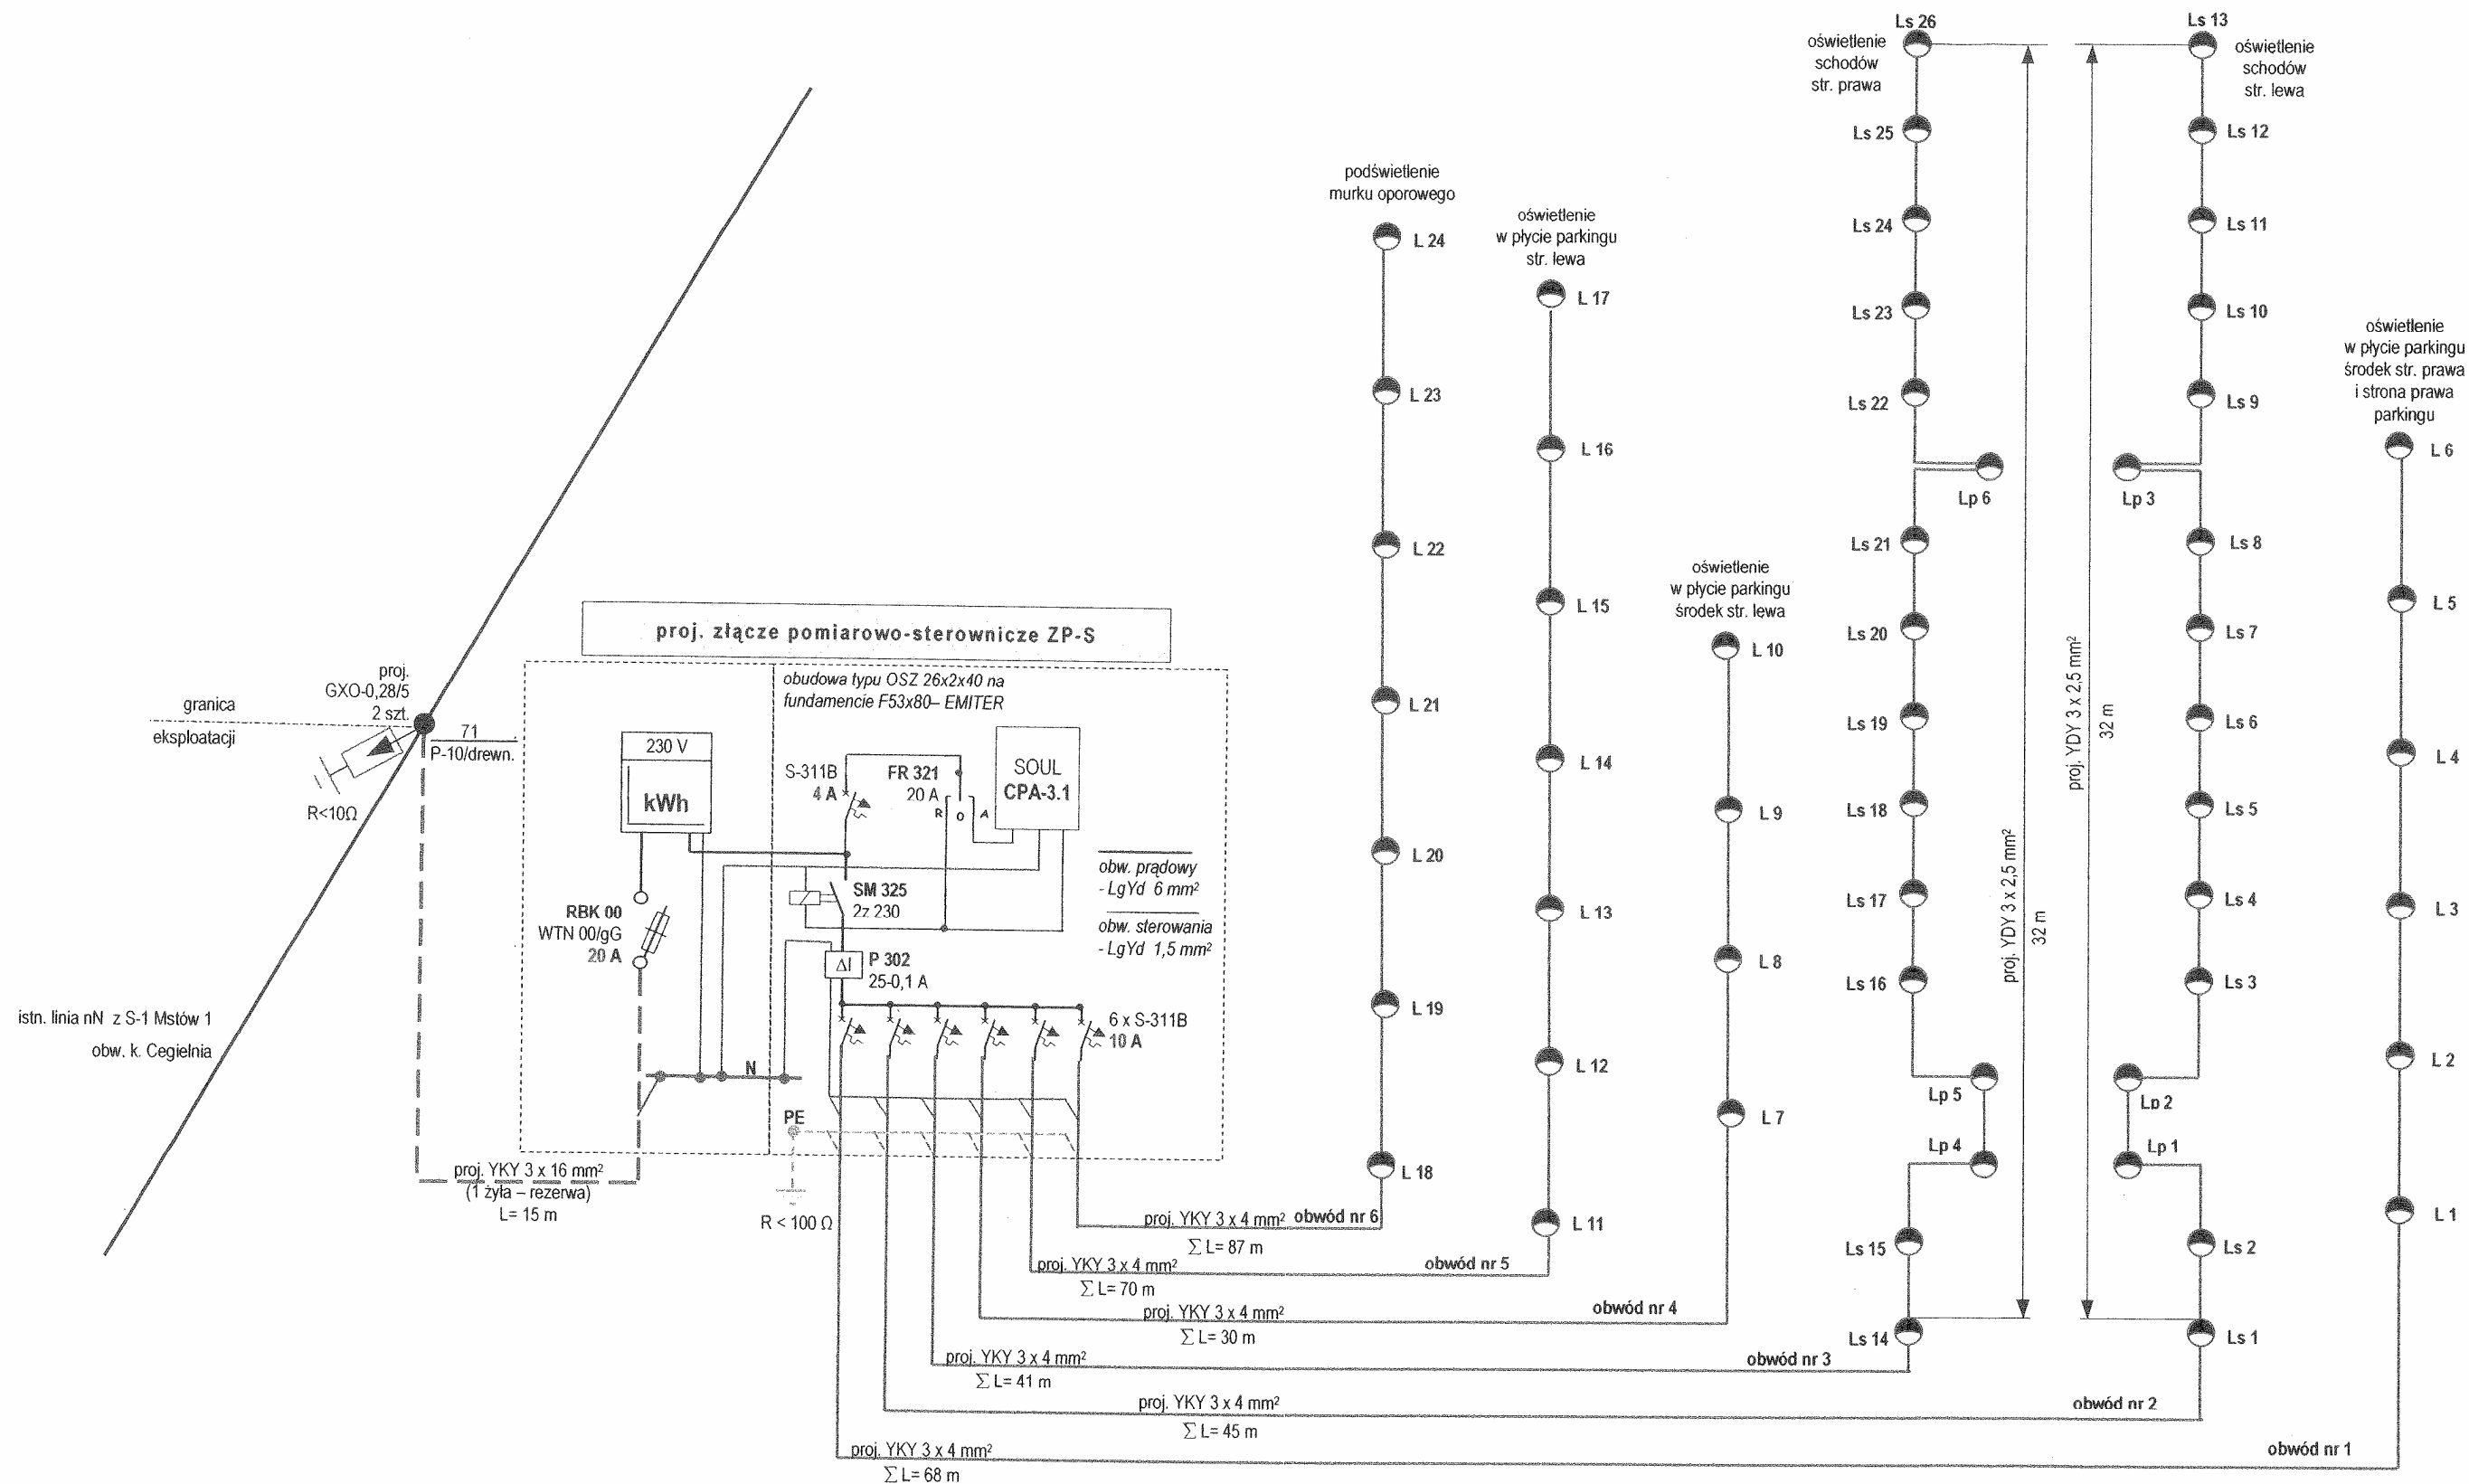 Ls 26
oświetlenie
schodów
str. prawa
Ls 13
oświetlenie
schodów
str. lewa
Ls 25
Ls 12
podświetlenie
murku oporowego
oświetlenie
w płycie parkingu
str. lewa
Ls 24
Ls 11
L 24
L 17
Ls 23
Ls 10
oświetlenie
w płycie parkingu
środek str. prawa
i strona prawa
parkingu
L 23
Ls 22
Ls 9
L 16
L 6
Lp 6
Lp 3
L 22
Ls 21
Ls 8
oświetlenie
w płycie parkingu
środek str. lewa
L 15
L 5
proj. złącze pomiarowo-sterownicze ZP-S
Ls 20
Ls 7
L 10
proj.
GXO-0,28/5
2 szt.
granica
eksploatacji
71
P-10/drewn.
R<10Ω
obudowa typu OSZ 26x2x40 na
fundamencie F53x80– EMITER
L 21
Ls 19
Ls 6
proj. YDY 3 x 2,5 mm²
32 m
230 V
kWh
S-311B
4 A
FR 321
20 A
R
O
A
SOUL
CPA-3.1
L 14
L 4
L 9
Ls 18
Ls 5
L 20
obw. prądowy
- LgYd 6 mm²
obw. sterowania
- LgYd 1,5 mm²
SM 325
2z 230
RBK 00
WTN 00/gG
20 A
P 302
25-0,1 A
ΔI
L 13
Ls 17
Ls 4
L 3
proj. YDY 3 x 2,5 mm²
32 m
L 8
Ls 16
Ls 3
L 19
6 x S-311B
10 A
istn. linia nN z S-1 Mstów 1
obw. k. Cegielnia
N
L 12
L 2
Lp 5
Lp 2
PE
L 7
Lp 4
Lp 1
L 18
proj. YKY 3 x 16 mm²
(1 żyła – rezerwa)
L= 15 m
R < 100 Ω
proj. YKY 3 x 4 mm² obwód nr 6
∑ L= 87 m
L 11
L 1
Ls 15
Ls 2
proj. YKY 3 x 4 mm² obwód nr 5
∑ L= 70 m
proj. YKY 3 x 4 mm² obwód nr 4
∑ L= 30 m
Ls 14
Ls 1
proj. YKY 3 x 4 mm² obwód nr 3
∑ L= 41 m
proj. YKY 3 x 4 mm² obwód nr 2
∑ L= 45 m
proj. YKY 3 x 4 mm² obwód nr 1
∑ L= 68 m